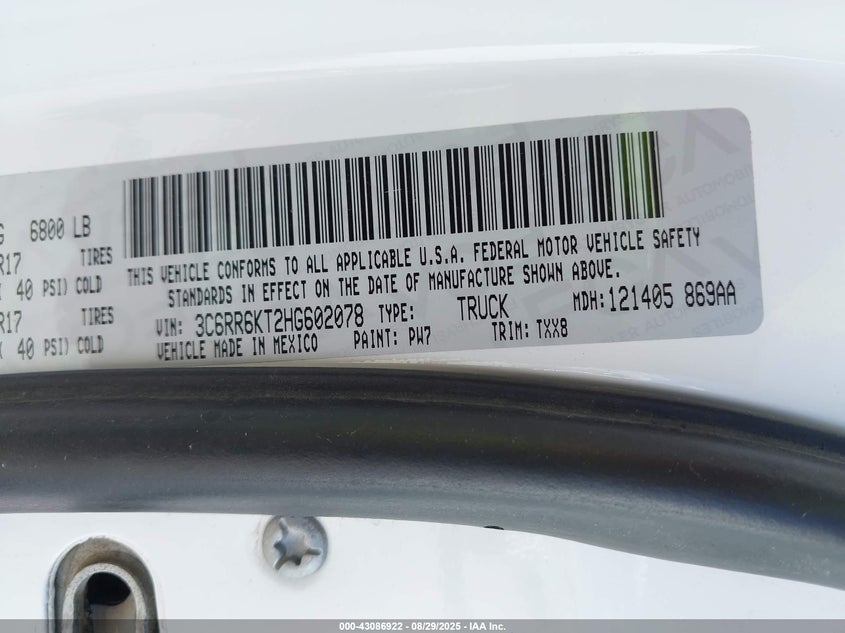 G 6800 LB
R17 TIRES
( 40 PSI) COLD
R17 TIRES
( 40 PSI) COLD
THIS VEHICLE CONFORMS TO ALL APPLICABLE U.S.A. FEDERAL MOTOR VEHICLE SAFETY
STANDARDS IN EFFECT ON THE DATE OF MANUFACTURE SHOWN ABOVE.
VIN: 3C6RR6KT2HG602078 TYPE: TRUCK MDH: 121405 869AA
VEHICLE MADE IN MEXICO PAINT: PW7 TRIM: TXX8
000-43086922 - 08/29/2025 - IAA Inc.